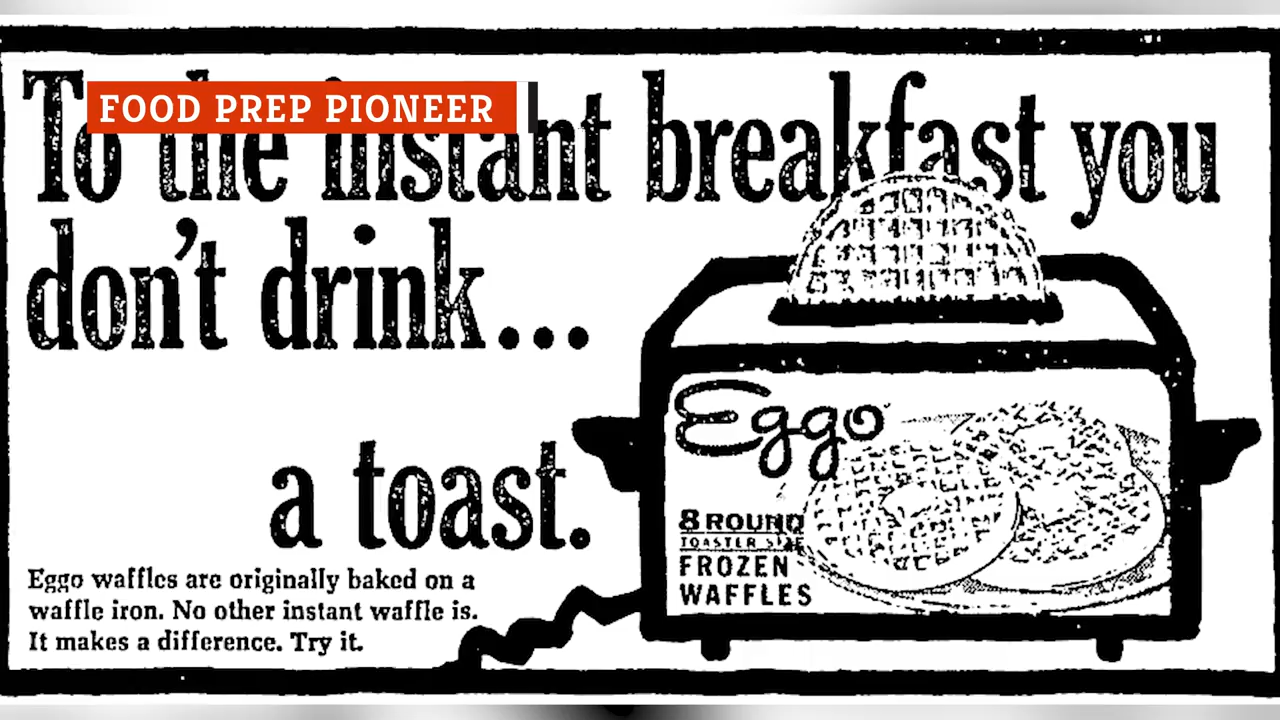 FOOD PREP PIONEER
To the instant breakfast you
don't drink...
a toast.
Eggo waffles are originally baked on a
waffle iron. No other instant waffle is.
It makes a difference. Try it.
Eggo
8 ROUND
TOASTER SIZE
FROZEN
WAFFLES